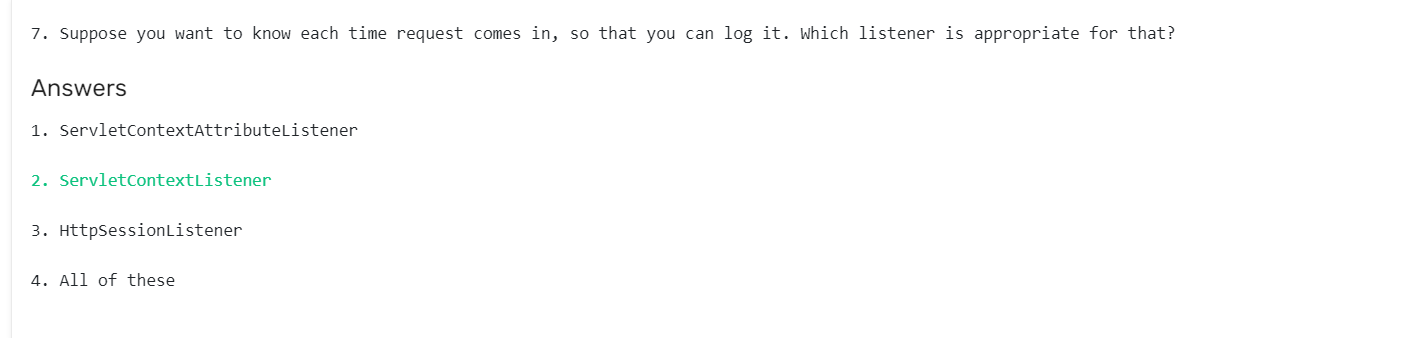 7. Suppose you want to know each time request comes in, so that you can log it. Which listener is appropriate for that?
Answers
1. ServletContextAttributeListener
2. ServletContextListener
3. HttpSessionListener
4. All of these